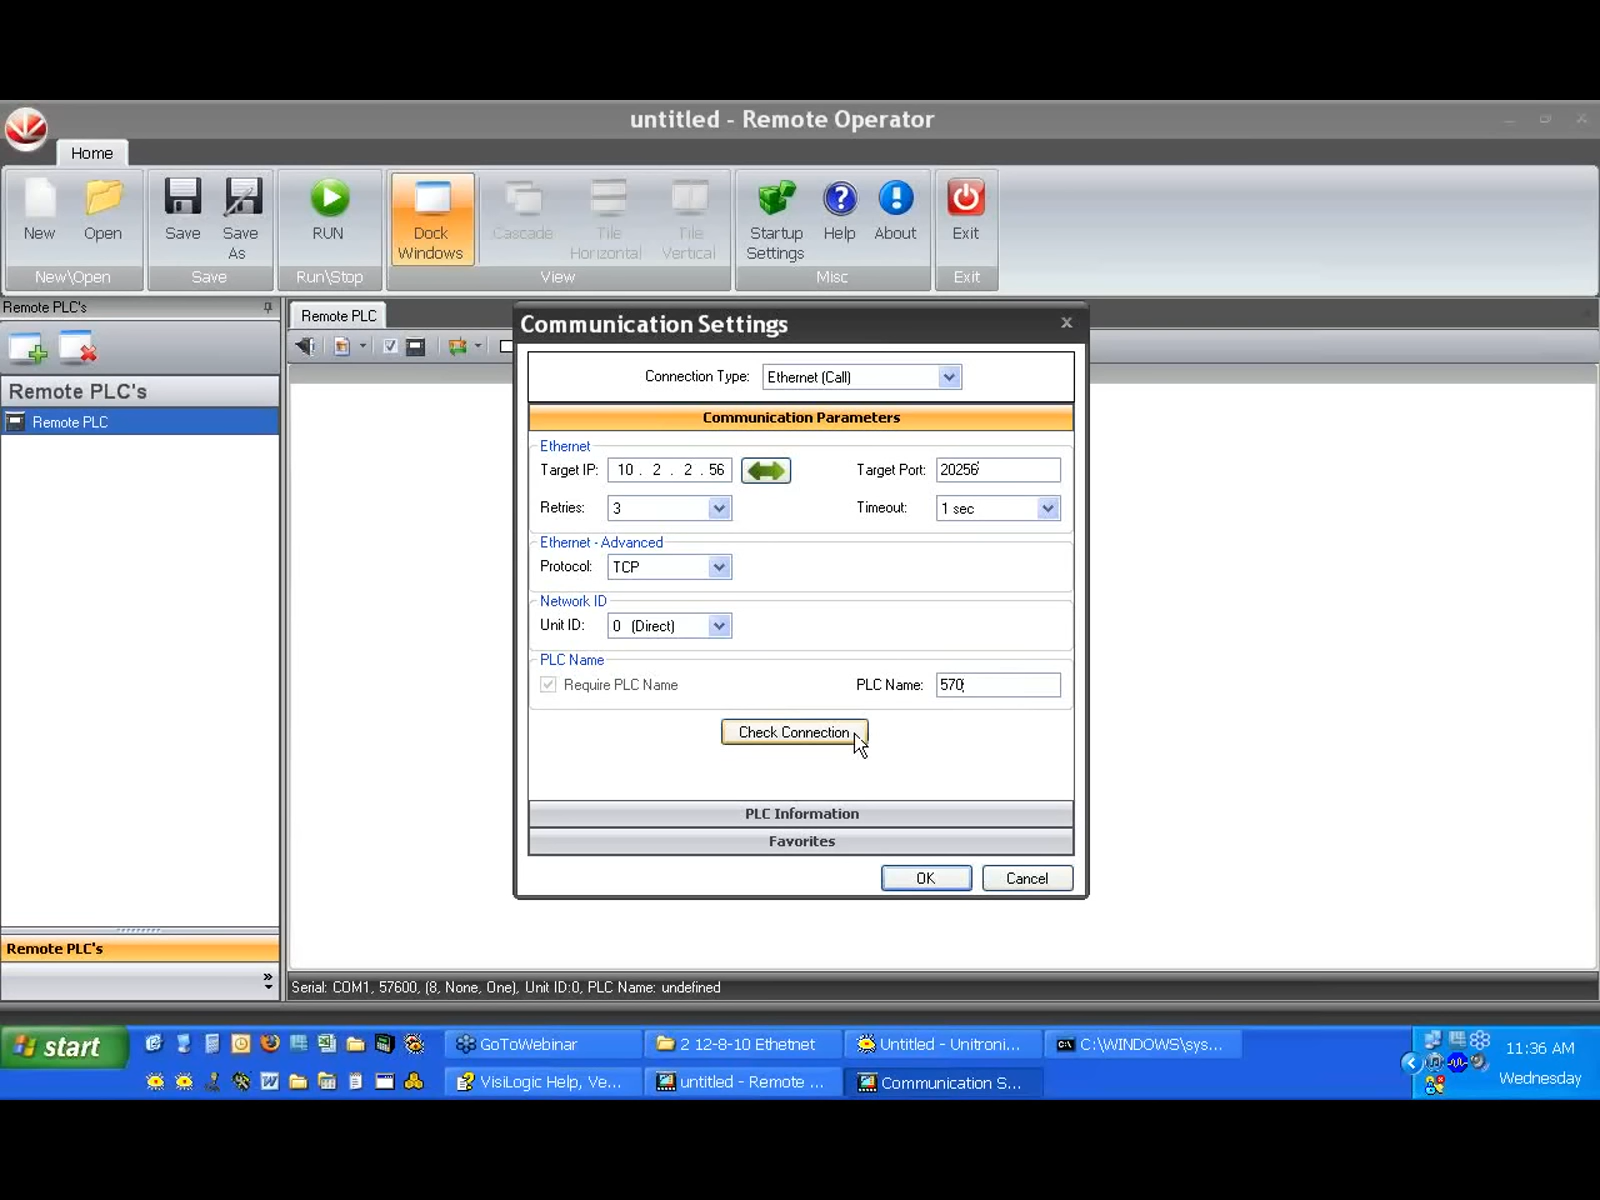 untitled - Remote Operator
Home
New
Open
Save
Save As
RUN
Dock Windows
Cascade
Tile Horizontal
Tile Vertical
Startup Settings
Help
About
Exit
New\Open
Save
Run\Stop
View
Misc
Exit
Remote PLC's
Remote PLC's
Remote PLC
Remote PLC's
Remote PLC
Communication Settings
Connection Type: Ethernet (Call)
Communication Parameters
Ethernet
Target IP: 10 . 2 . 2 . 56
Target Port: 20256
Retries: 3
Timeout: 1 sec
Ethernet - Advanced
Protocol: TCP
Network ID
Unit ID: 0 (Direct)
PLC Name
Require PLC Name
PLC Name: 570
Check Connection
PLC Information
Favorites
OK
Cancel
Serial: COM1, 57600, (8, None, One), Unit ID:0, PLC Name: undefined
start
GoToWebinar
2 12-8-10 Ethetnet
Untitled - Unitroni...
C:\WINDOWS\sys...
VisiLogic Help, Ve...
untitled - Remote ...
Communication S...
11:36 AM
Wednesday